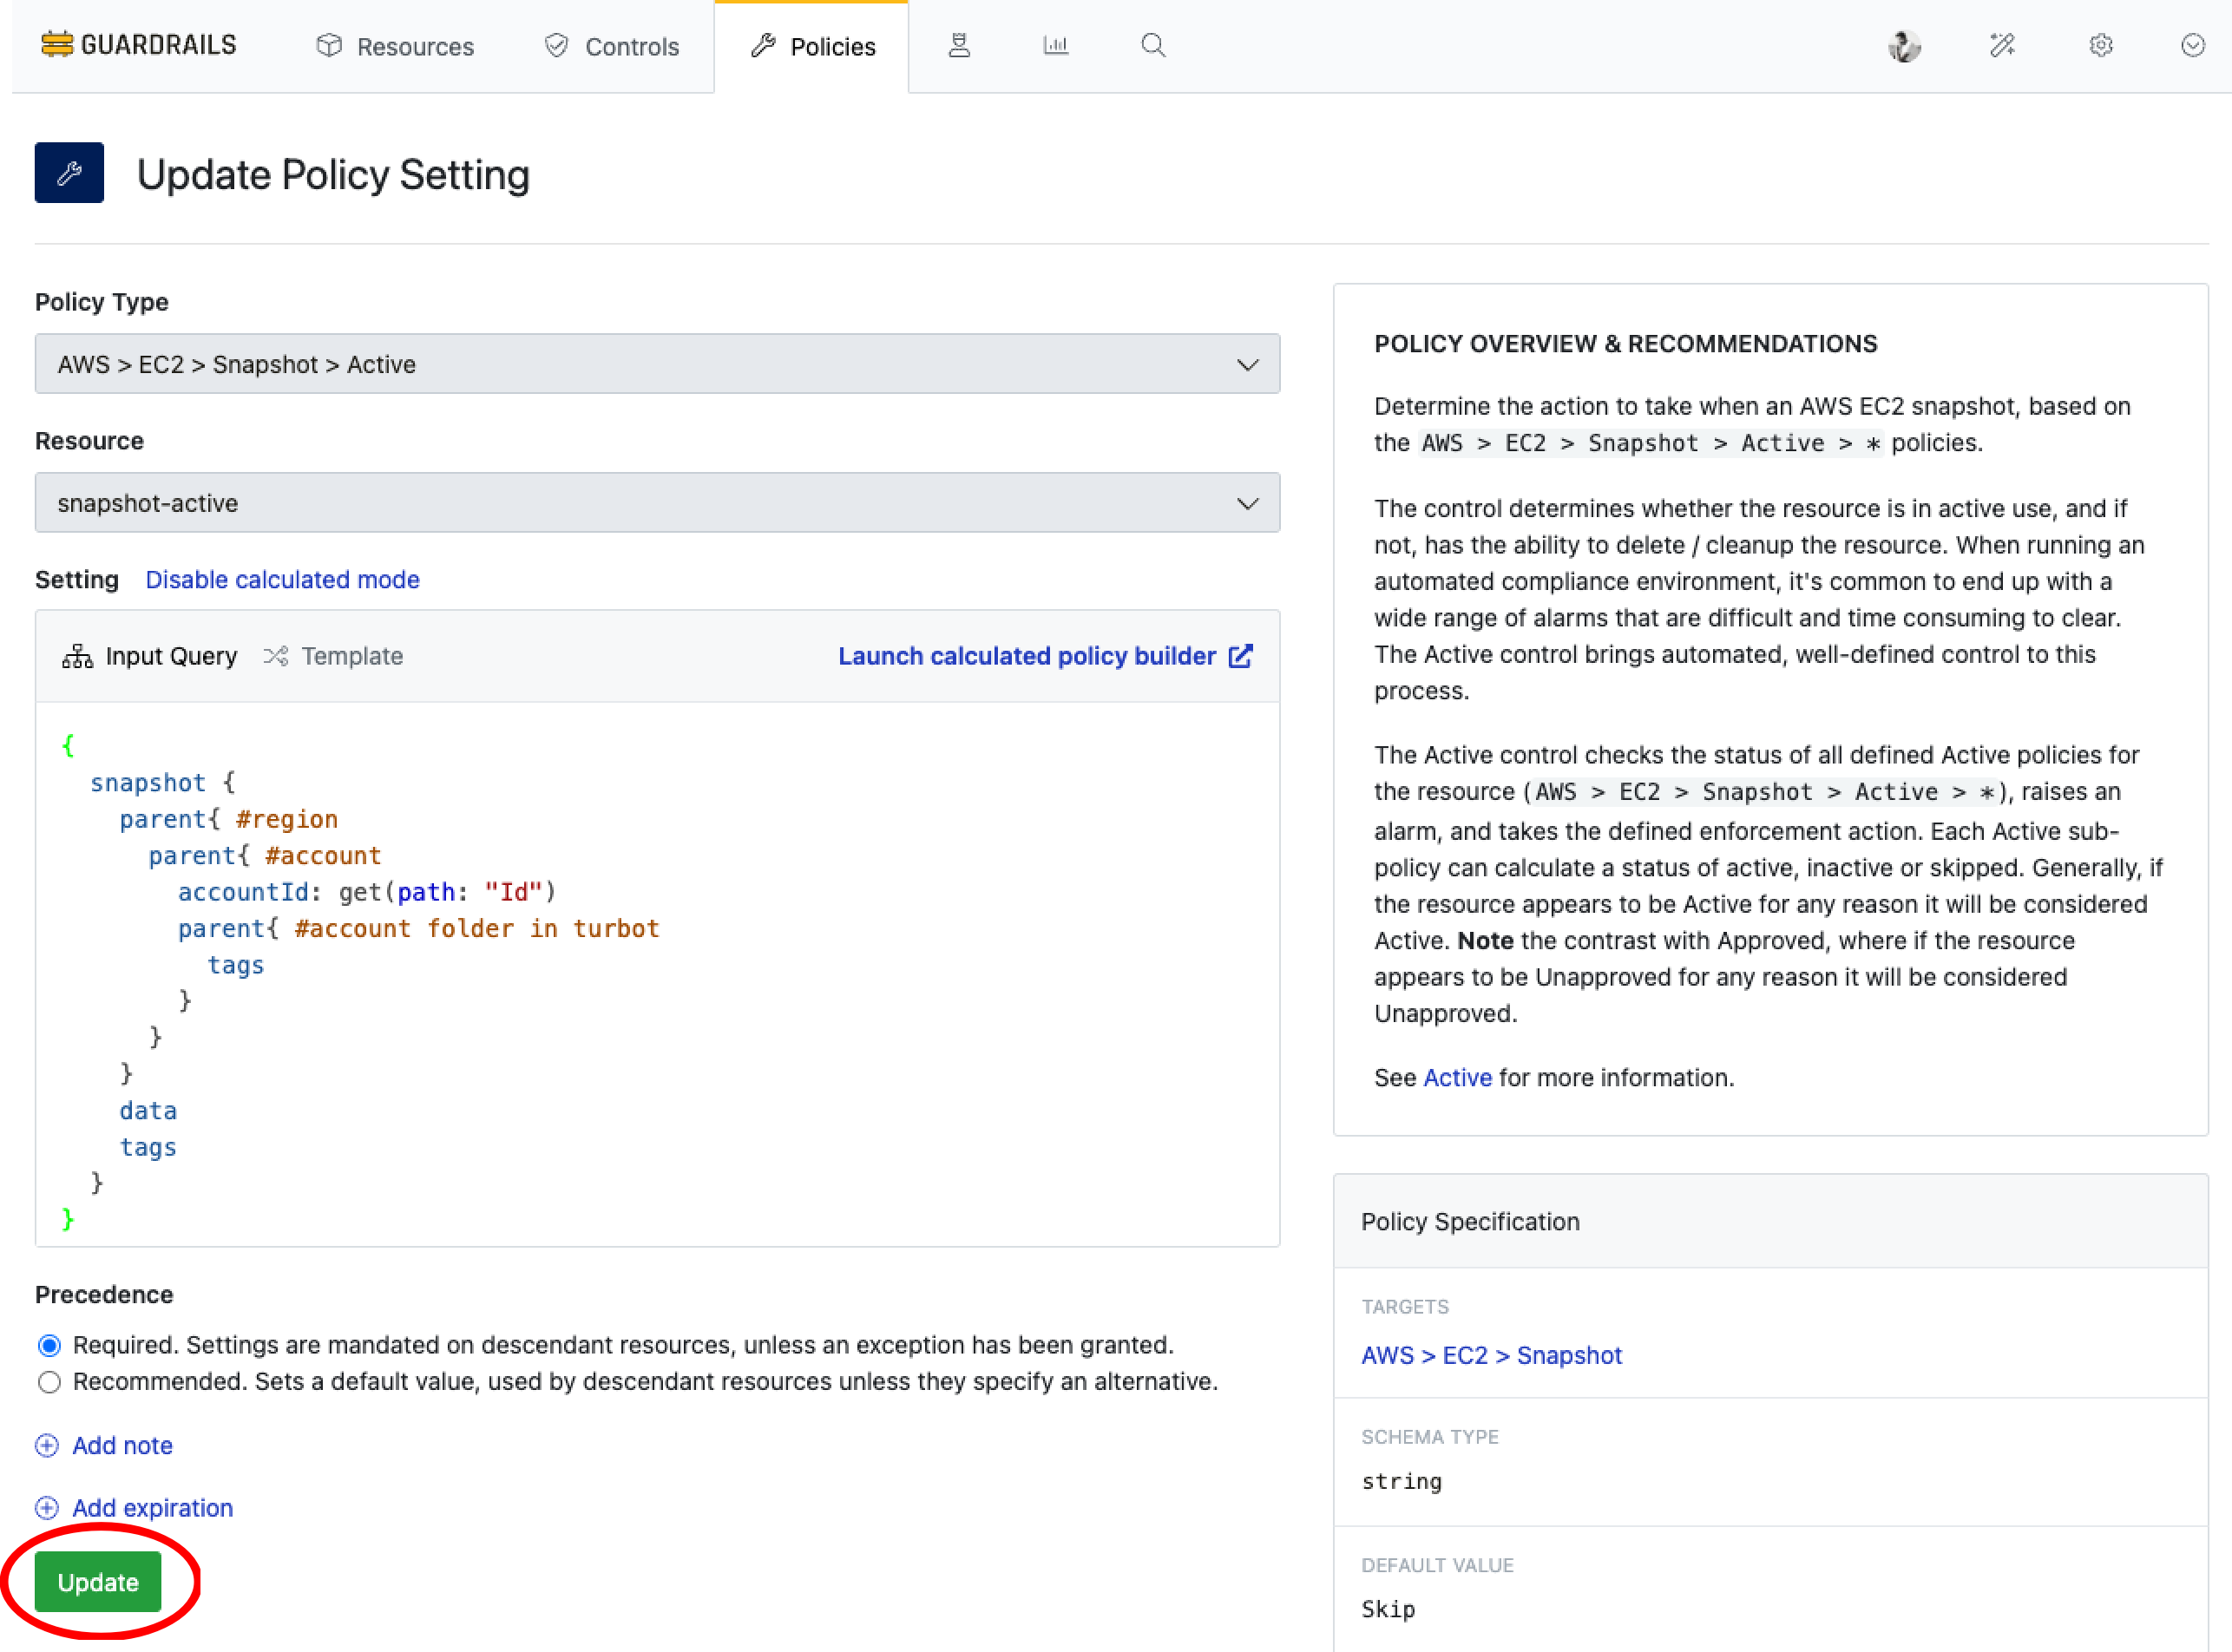 GUARDRAILS
Resources
Controls
Policies
Update Policy Setting
Policy Type
AWS > EC2 > Snapshot > Active
Resource
snapshot-active
Setting Disable calculated mode
Input Query Template Launch calculated policy builder
{
snapshot {
parent{ #region
parent{ #account
accountId: get(path: "Id")
parent{ #account folder in turbot
tags
}
}
}
data
tags
}
}
Precedence
Required. Settings are mandated on descendant resources, unless an exception has been granted.
Recommended. Sets a default value, used by descendant resources unless they specify an alternative.
Add note
Add expiration
Update
POLICY OVERVIEW & RECOMMENDATIONS
Determine the action to take when an AWS EC2 snapshot, based on
the AWS > EC2 > Snapshot > Active > * policies.
The control determines whether the resource is in active use, and if
not, has the ability to delete / cleanup the resource. When running an
automated compliance environment, it's common to end up with a
wide range of alarms that are difficult and time consuming to clear.
The Active control brings automated, well-defined control to this
process.
The Active control checks the status of all defined Active policies for
the resource (AWS > EC2 > Snapshot > Active > *), raises an
alarm, and takes the defined enforcement action. Each Active sub-
policy can calculate a status of active, inactive or skipped. Generally, if
the resource appears to be Active for any reason it will be considered
Active. Note the contrast with Approved, where if the resource
appears to be Unapproved for any reason it will be considered
Unapproved.
See Active for more information.
Policy Specification
TARGETS
AWS > EC2 > Snapshot
SCHEMA TYPE
string
DEFAULT VALUE
Skip